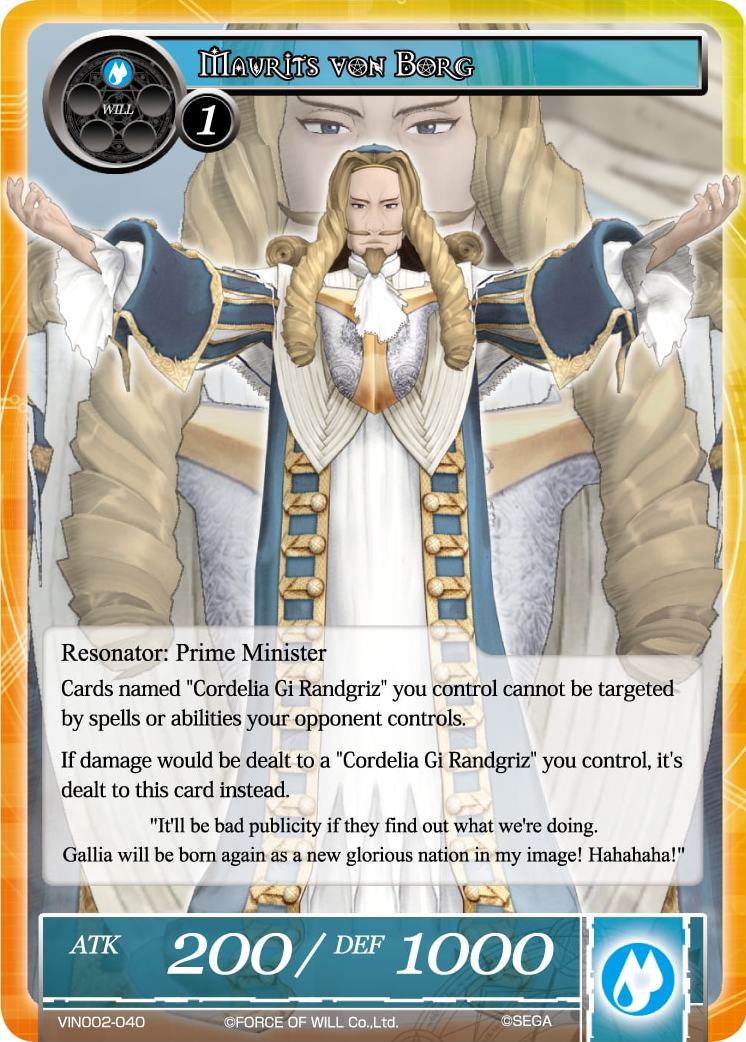 Maurits von Borg
WILL
1
Resonator: Prime Minister
Cards named "Cordelia Gi Randgriz" you control cannot be targeted
by spells or abilities your opponent controls.
If damage would be dealt to a "Cordelia Gi Randgriz" you control, it's
dealt to this card instead.
"It'll be bad publicity if they find out what we're doing.
Gallia will be born again as a new glorious nation in my image! Hahahaha!"
ATK 200 / DEF 1000
VIN002-040 ©FORCE OF WILL Co.,Ltd. ©SEGA